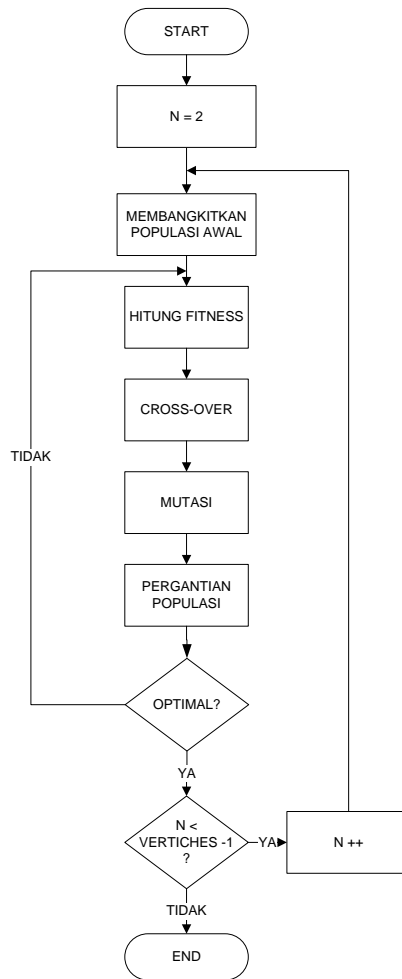 START
N = 2
MEMBANGKITKAN
POPULASI AWAL
HITUNG FITNESS
CROSS-OVER
TIDAK
MUTASI
PERGANTIAN
POPULASI
OPTIMAL?
YA
N <
VERTICHES -1
?
YA
N ++
TIDAK
END